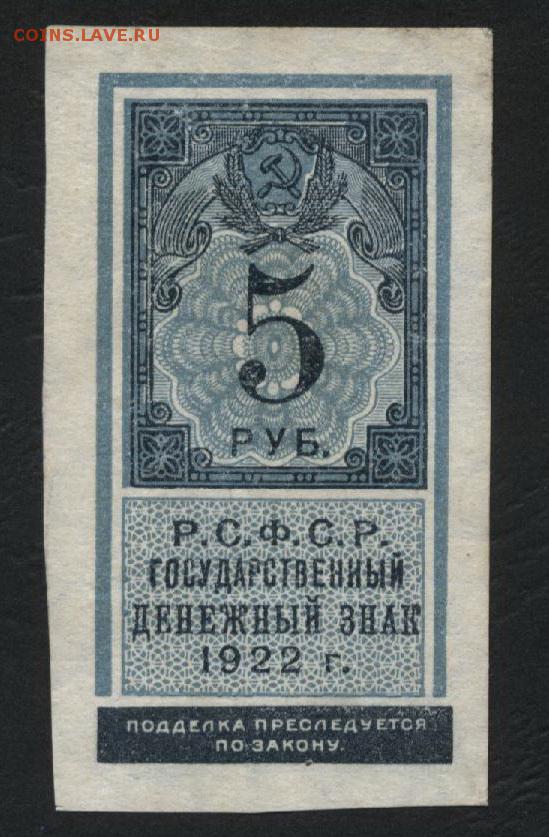 COINS.LAVE.RU
5
РУБ.
Р.С.Ф.С.Р.
ГОСУДАРСТВЕННЫЙ
ДЕНЕЖНЫЙ ЗНАК
1922 г.
ПОДДЕЛКА ПРЕСЛЕДУЕТСЯ
ПО ЗАКОНУ.